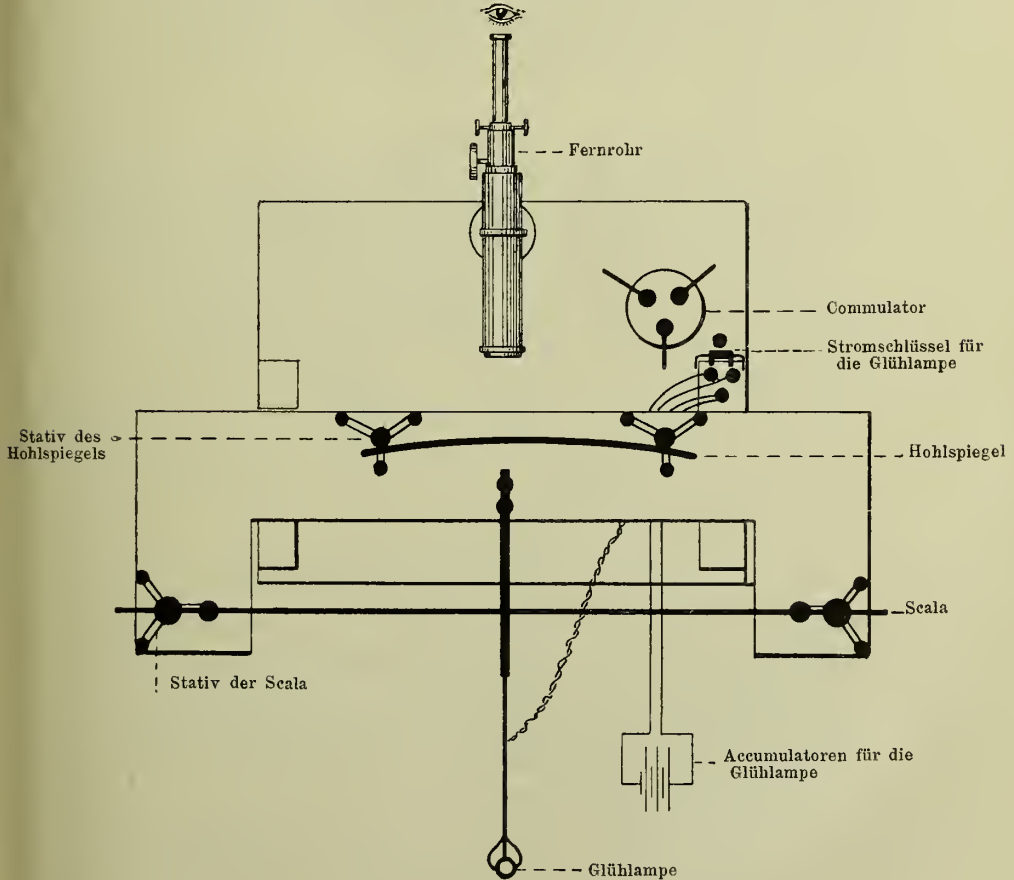 Fernrohr
Commulator
Stromschlüssel für
die Glühlampe
Stativ des
Hohlspiegels
Hohlspiegel
Scala
Stativ der Scala
Accumulatoren für die
Glühlampe
Glühlampe